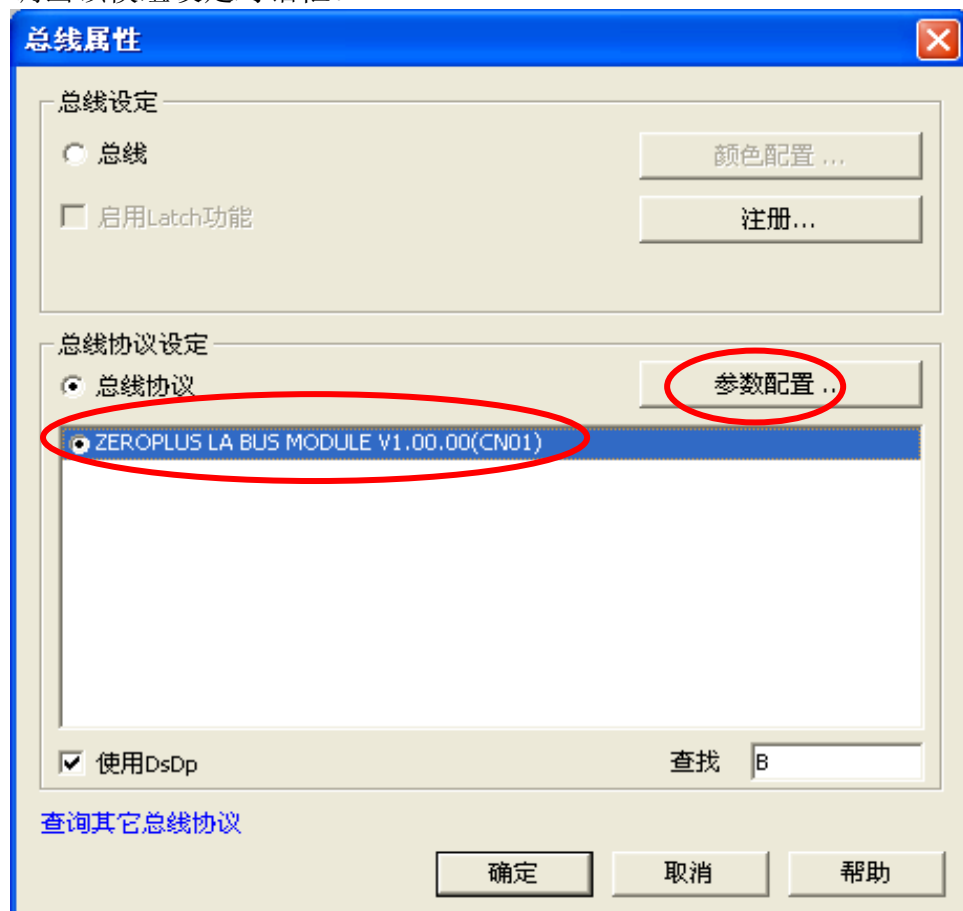 总线属性
总线设定
总线
颜色配置 ...
启用Latch功能
注册...
总线协议设定
总线协议
参数配置 ..
ZEROPLUS LA BUS MODULE V1.00.00(CN01)
使用DsDp
查找 B
查询其它总线协议
确定 取消 帮助